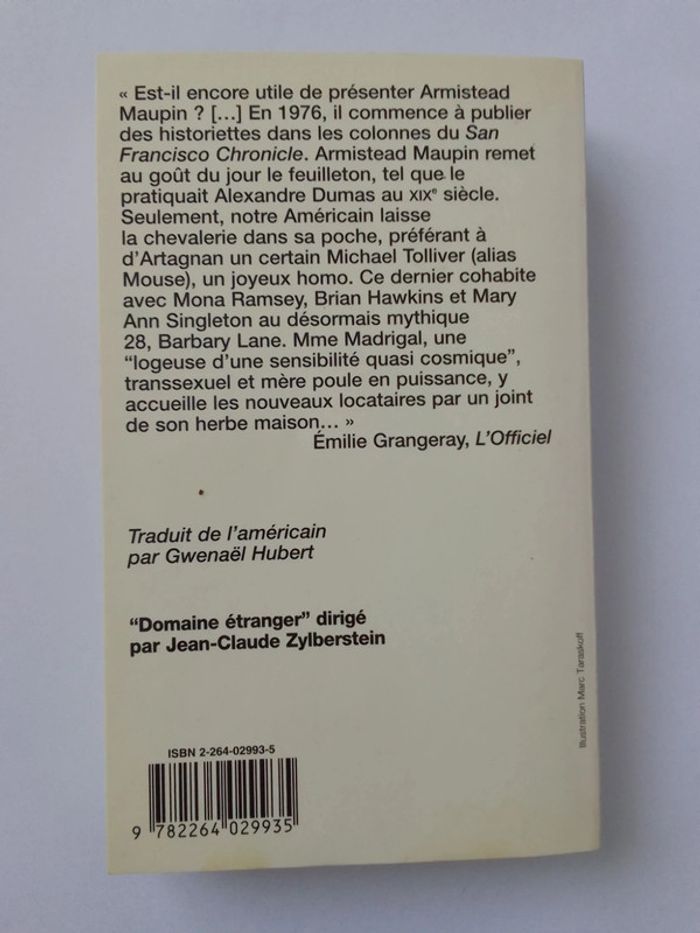 « Est-il encore utile de présenter Armistead
Maupin ? [...] En 1976, il commence à publier
des historiettes dans les colonnes du San
Francisco Chronicle. Armistead Maupin remet
au goût du jour le feuilleton, tel que le
pratiquait Alexandre Dumas au XIXe siècle.
Seulement, notre Américain laisse
la chevalerie dans sa poche, préférant à
d'Artagnan un certain Michael Tolliver (alias
Mouse), un joyeux homo. Ce dernier cohabite
avec Mona Ramsey, Brian Hawkins et Mary
Ann Singleton au désormais mythique
28, Barbary Lane. Mme Madrigal, une
“logeuse d'une sensibilité quasi cosmique”,
transsexuel et mère poule en puissance, y
accueille les nouveaux locataires par un joint
de son herbe maison... »
Émilie Grangeray, L'Officiel
Traduit de l'américain
par Gwenaël Hubert
“Domaine étranger” dirigé
par Jean-Claude Zylberstein
Illustration Marc Taraskoff
ISBN 2-264-02993-5
9 782264 029935